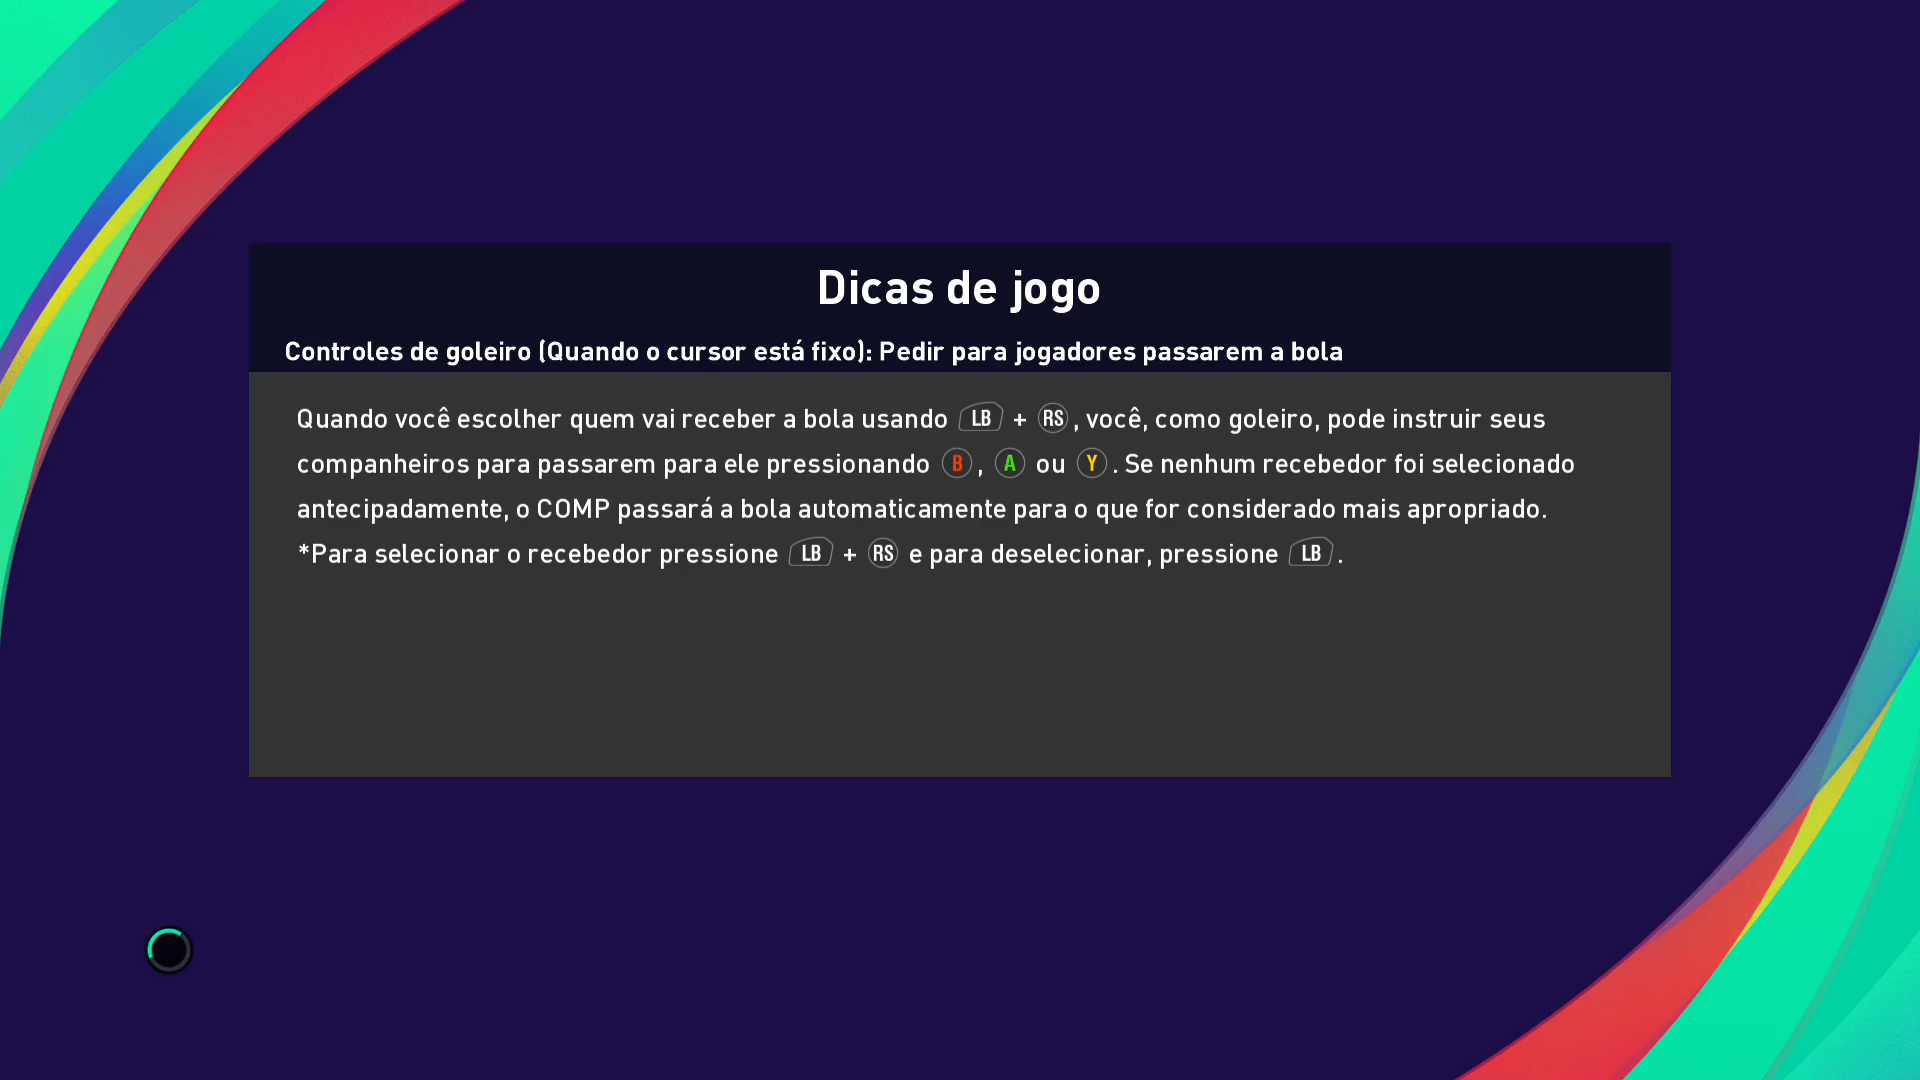 Dicas de jogo
Controles de goleiro (Quando o cursor está fixo): Pedir para jogadores passarem a bola
Quando você escolher quem vai receber a bola usando LB + RS, você, como goleiro, pode instruir seus
companheiros para passarem para ele pressionando B, A ou Y. Se nenhum recebedor foi selecionado
antecipadamente, o COMP passará a bola automaticamente para o que for considerado mais apropriado.
*Para selecionar o recebedor pressione LB + RS e para deselecionar, pressione LB.